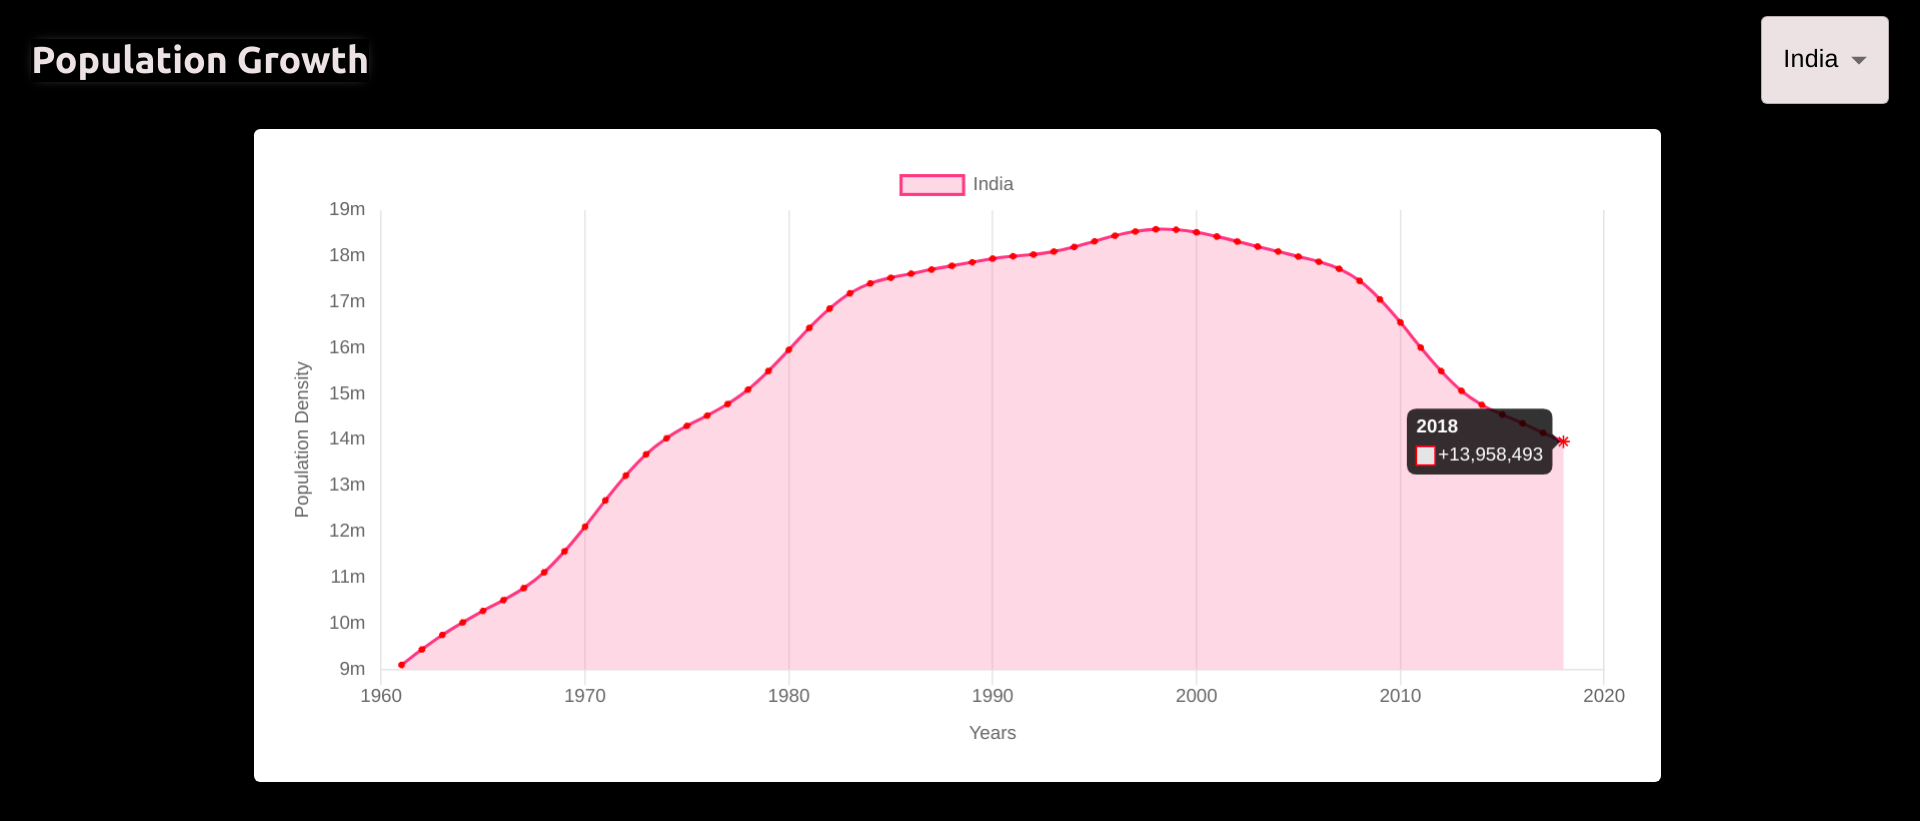 Population Growth
India
India
19m
18m
17m
16m
15m
14m
13m
12m
11m
10m
9m
Population Density
2018
+13,958,493
1960 1970 1980 1990 2000 2010 2020
Years